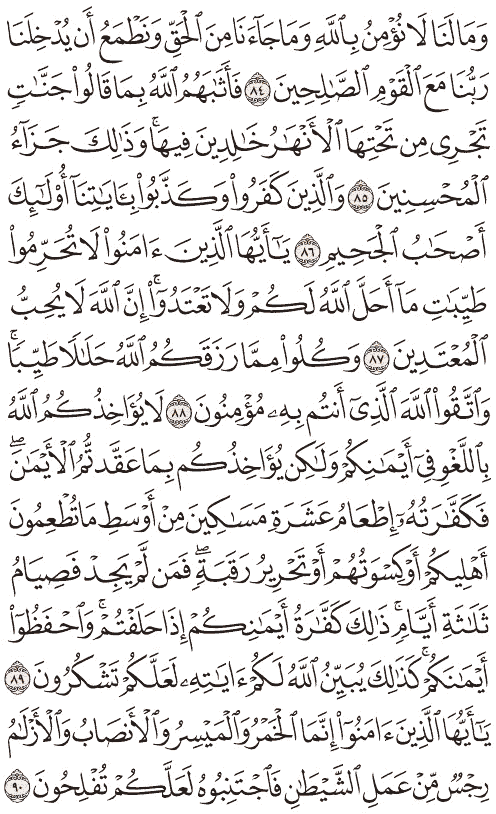 وَمَا لَنَا لَا نُؤْمِنُ بِٱللَّهِ وَمَا جَآءَنَا مِنَ ٱلْحَقِّ وَنَطْمَعُ أَن يُدْخِلَنَا
رَبُّنَا مَعَ ٱلْقَوْمِ ٱلصَّٰلِحِينَ ٨٤ فَأَثَٰبَهُمُ ٱللَّهُ بِمَا قَالُوا۟ جَنَّٰتٍ
تَجْرِى مِن تَحْتِهَا ٱلْأَنْهَٰرُ خَٰلِدِينَ فِيهَا ۚ وَذَٰلِكَ جَزَآءُ
ٱلْمُحْسِنِينَ ٨٥ وَٱلَّذِينَ كَفَرُوا۟ وَكَذَّبُوا۟ بِـَٔايَٰتِنَآ أُو۟لَٰٓئِكَ
أَصْحَٰبُ ٱلْجَحِيمِ ٨٦ يَٰٓأَيُّهَا ٱلَّذِينَ ءَامَنُوا۟ لَا تُحَرِّمُوا۟
طَيِّبَٰتِ مَآ أَحَلَّ ٱللَّهُ لَكُمْ وَلَا تَعْتَدُوٓا۟ ۚ إِنَّ ٱللَّهَ لَا يُحِبُّ
ٱلْمُعْتَدِينَ ٨٧ وَكُلُوا۟ مِمَّا رَزَقَكُمُ ٱللَّهُ حَلَٰلًا طَيِّبًا ۚ
وَٱتَّقُوا۟ ٱللَّهَ ٱلَّذِىٓ أَنتُم بِهِۦ مُؤْمِنُونَ ٨٨ لَا يُؤَاخِذُكُمُ ٱللَّهُ
بِٱللَّغْوِ فِىٓ أَيْمَٰنِكُمْ وَلَٰكِن يُؤَاخِذُكُم بِمَا عَقَّدتُّمُ ٱلْأَيْمَٰنَ ۖ
فَكَفَّٰرَتُهُۥٓ إِطْعَامُ عَشَرَةِ مَسَٰكِينَ مِنْ أَوْسَطِ مَا تُطْعِمُونَ
أَهْلِيكُمْ أَوْ كِسْوَتُهُمْ أَوْ تَحْرِيرُ رَقَبَةٍ ۖ فَمَن لَّمْ يَجِدْ فَصِيَامُ
ثَلَٰثَةِ أَيَّامٍ ۚ ذَٰلِكَ كَفَّٰرَةُ أَيْمَٰنِكُمْ إِذَا حَلَفْتُمْ ۚ وَٱحْفَظُوٓا۟
أَيْمَٰنَكُمْ ۚ كَذَٰلِكَ يُبَيِّنُ ٱللَّهُ لَكُمْ ءَايَٰتِهِۦ لَعَلَّكُمْ تَشْكُرُونَ ٨٩
يَٰٓأَيُّهَا ٱلَّذِينَ ءَامَنُوٓا۟ إِنَّمَا ٱلْخَمْرُ وَٱلْمَيْسِرُ وَٱلْأَنصَابُ وَٱلْأَزْلَٰمُ
رِجْسٌ مِّنْ عَمَلِ ٱلشَّيْطَٰنِ فَٱجْتَنِبُوهُ لَعَلَّكُمْ تُفْلِحُونَ ٩٠